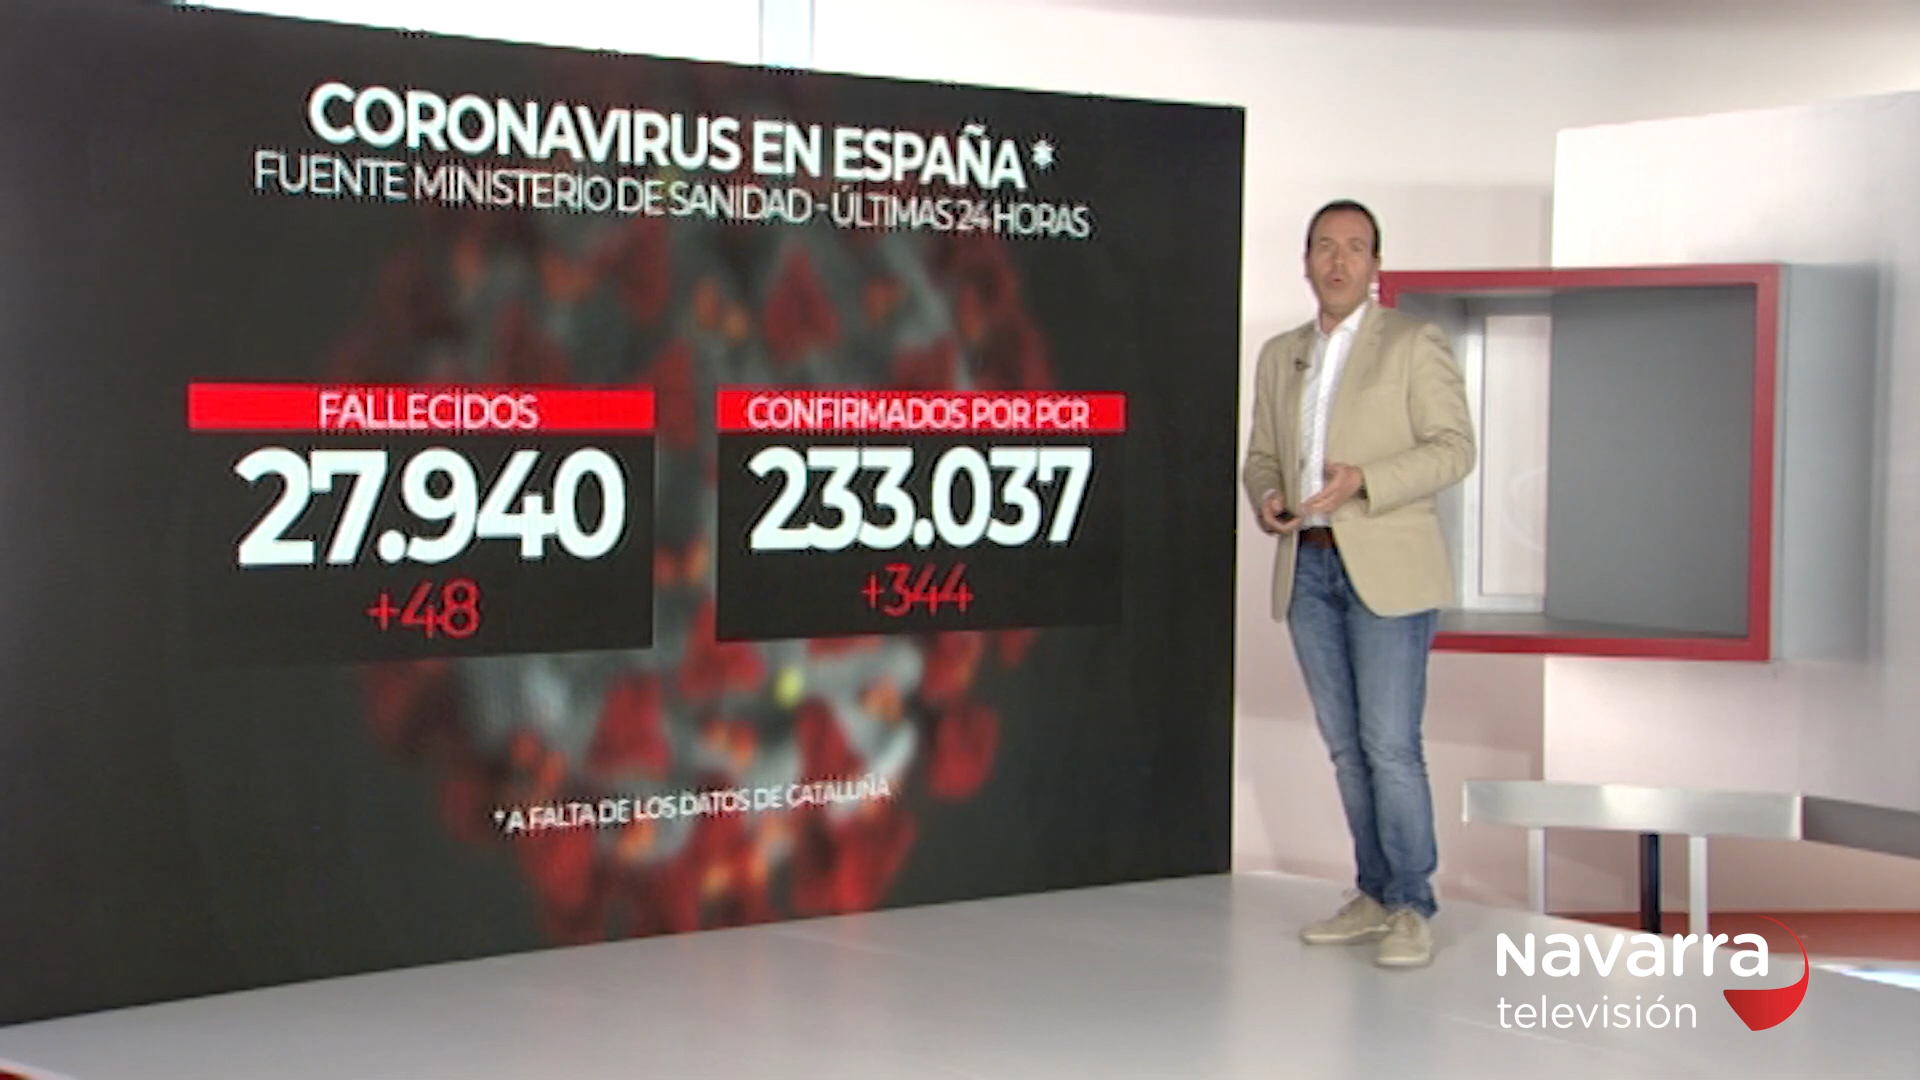 CORONAVIRUS EN ESPAÑA *
FUENTE MINISTERIO DE SANIDAD - ÚLTIMAS 24 HORAS
FALLECIDOS
27.940
+48
CONFIRMADOS POR PCR
233.037
+344
*A FALTA DE LOS DATOS DE CATALUÑA
Navarra
televisión